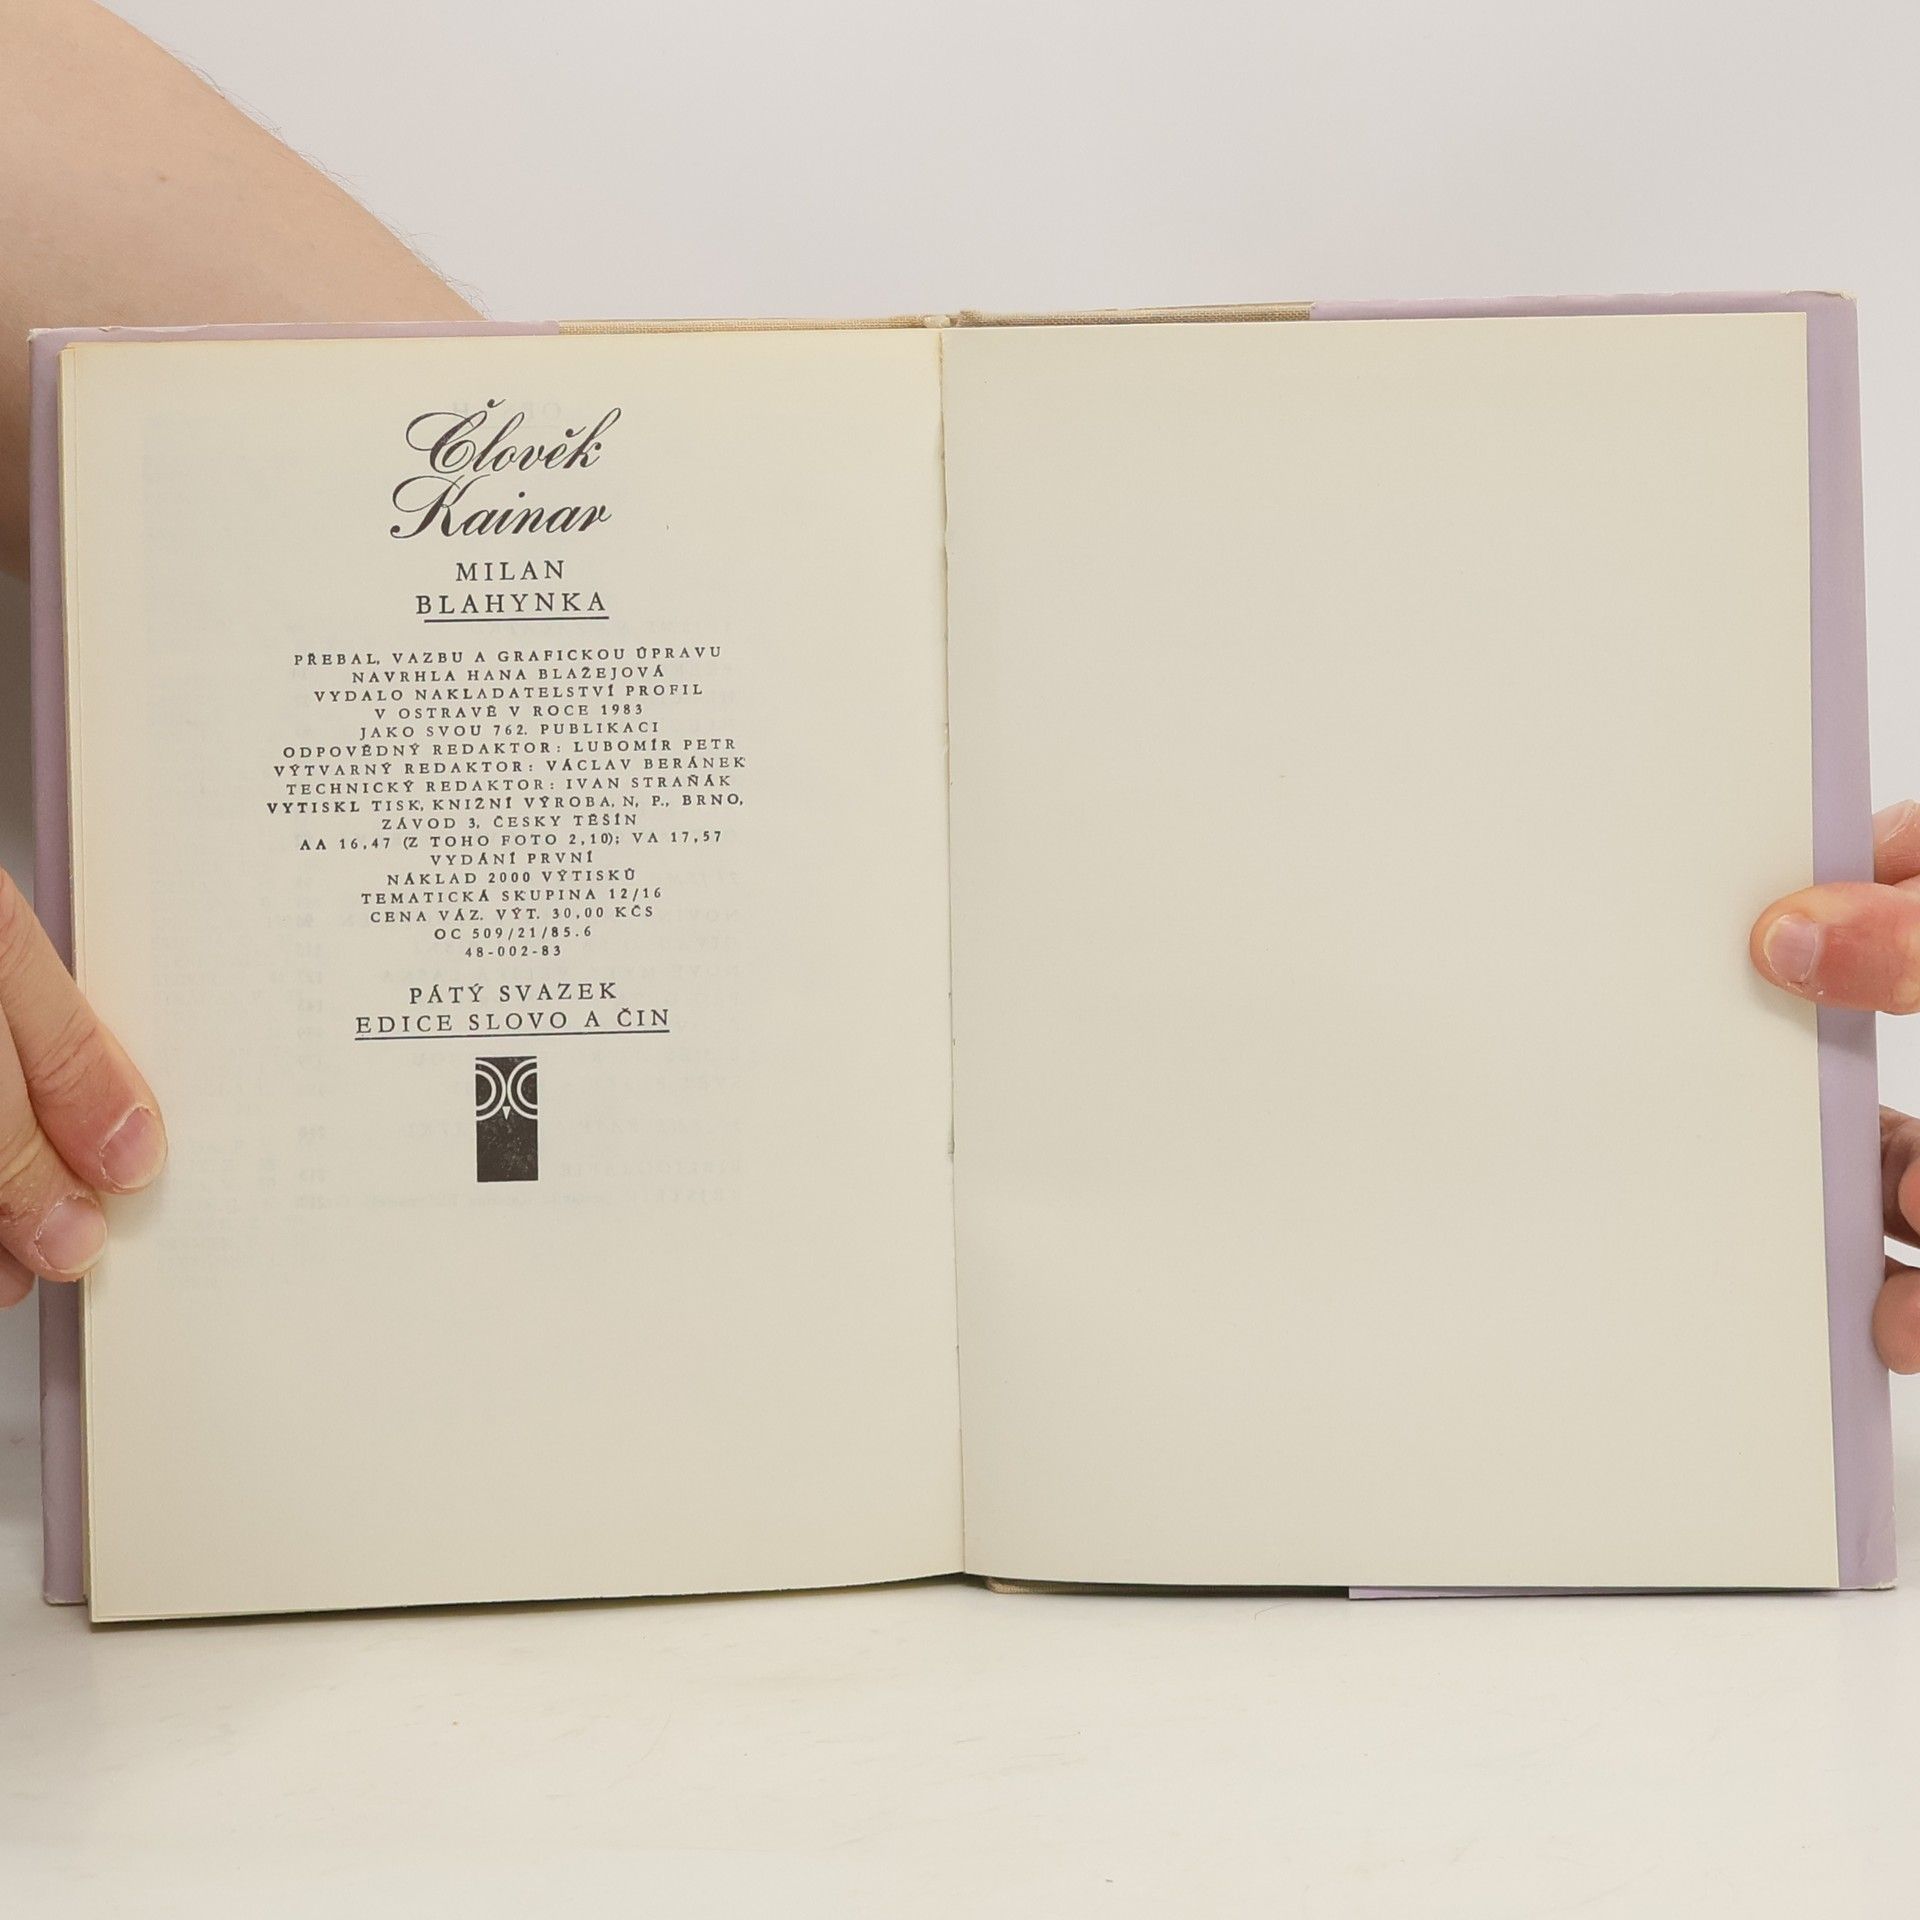 Člověk
Kainar
MILAN
BLAHYNKA
PŘEBAL, VAZBU A GRAFICKOU ÚPRAVU
NAVRHLA HANA BLAŽEJOVÁ
VYDALO NAKLADATELSTVÍ PROFIL
V OSTRAVĚ V ROCE 1983
JAKO SVOU 762. PUBLIKACI
ODPOVĚDNÝ REDAKTOR: LUBOMÍR PETR
VÝTVARNÝ REDAKTOR: VÁCLAV BERÁNEK
TECHNICKÝ REDAKTOR: IVAN STRAŇÁK
VYTISKL TISK, KNIŽNÍ VÝROBA, N. P., BRNO,
ZÁVOD 3, ČESKY TĚŠÍN
AA 16,47 (Z TOHO FOTO 2,10); VA 17,57
VYDÁNÍ PRVNÍ
NÁKLAD 2000 VÝTISKŮ
TEMATICKÁ SKUPINA 12/16
CENA VÁZ. VÝT. 30,00 KČS
OC 509/21/85.6
48-002-83
PÁTÝ SVAZEK
EDICE SLOVO A ČIN